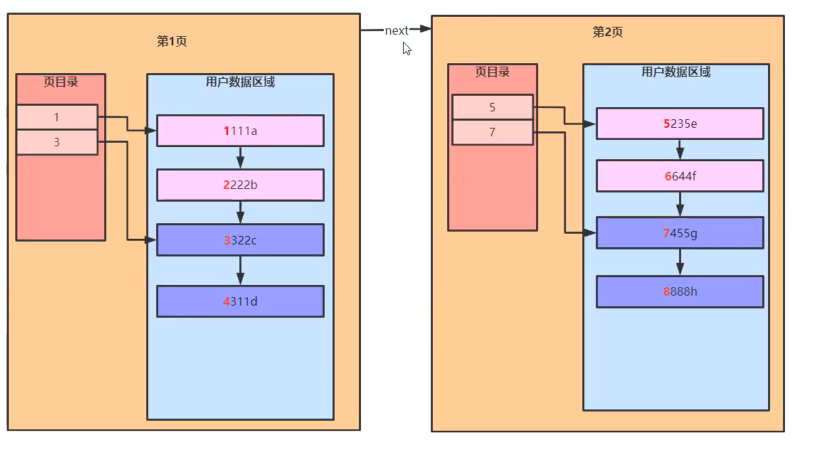 第1页
页目录
1
3
用户数据区域
1111a
2222b
3322c
4311d
next
第2页
页目录
5
7
用户数据区域
5235e
6644f
7455g
8888h